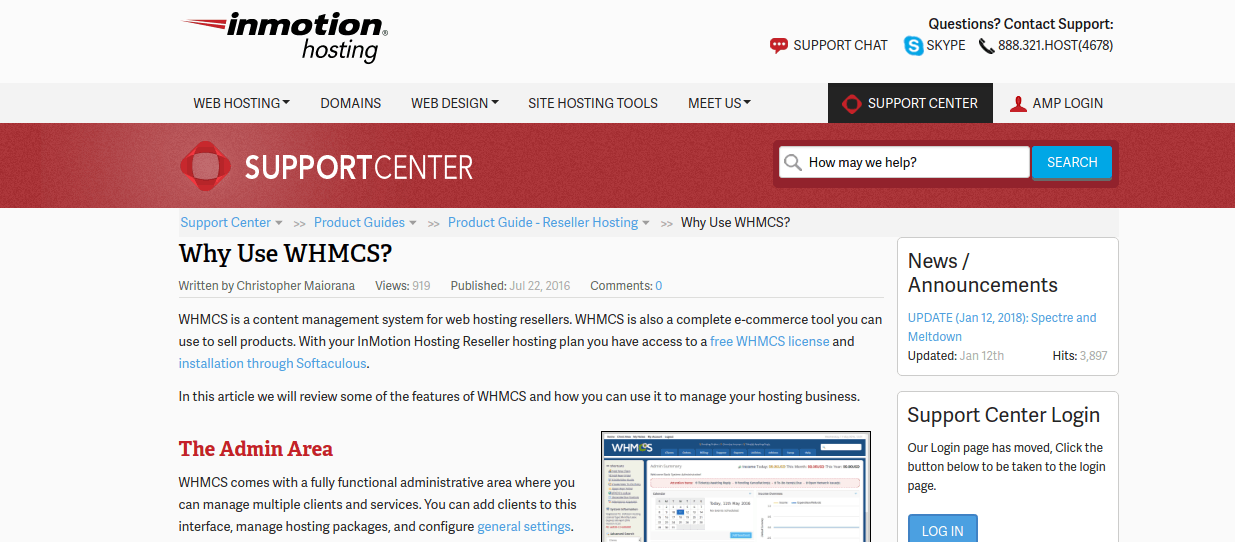 inmotion
hosting
Questions? Contact Support:
SUPPORT CHAT SKYPE 888.321.HOST(4678)
WEB HOSTING DOMAINS WEB DESIGN SITE HOSTING TOOLS MEET US SUPPORT CENTER AMP LOGIN
SUPPORTCENTER
How may we help? SEARCH
Support Center >> Product Guides >> Product Guide - Reseller Hosting >> Why Use WHMCS?
Why Use WHMCS?
Written by Christopher Maiorana Views: 919 Published: Jul 22, 2016 Comments: 0
WHMCS is a content management system for web hosting resellers. WHMCS is also a complete e-commerce tool you can
use to sell products. With your InMotion Hosting Reseller hosting plan you have access to a free WHMCS license and
installation through Softaculous.
In this article we will review some of the features of WHMCS and how you can use it to manage your hosting business.
The Admin Area
WHMCS comes with a fully functional administrative area where you
can manage multiple clients and services. You can add clients to this
interface, manage hosting packages, and configure general settings.
WHMCS
Admin Summary
News /
Announcements
UPDATE (Jan 12, 2018): Spectre and
Meltdown
Updated: Jan 12th Hits: 3,897
Support Center Login
Our Login page has moved, Click the
button below to be taken to the login
page.
LOG IN